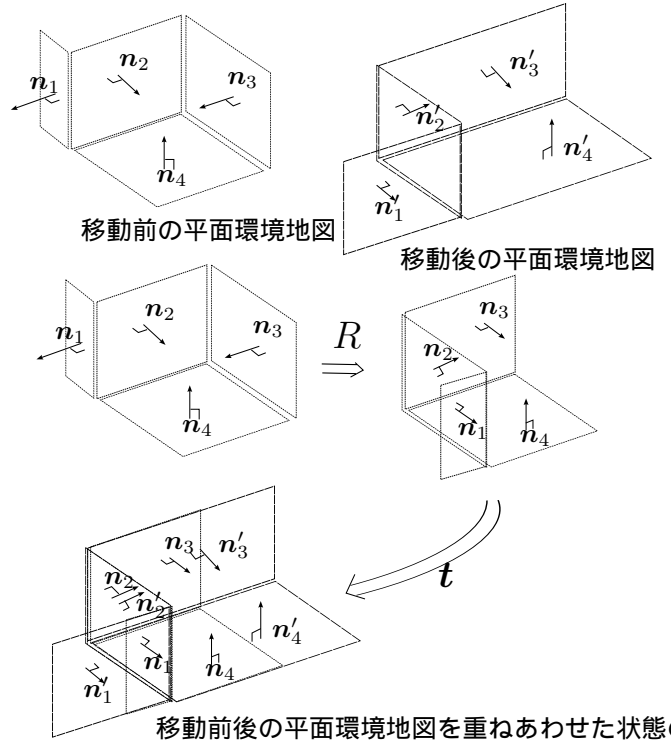 n₁
n₂
n₃
n₄
移動前の平面環境地図
n′₃
n′₂
n′₄
n′₁
移動後の平面環境地図
n₁
n₂
n₃
n₄
R
n₃
n₂
n₁
n₄
t
n₃ n′₃
n₂
n′₂
n₁
n₄
n′₄
n′₁
移動前後の平面環境地図を重ねあわせた状態